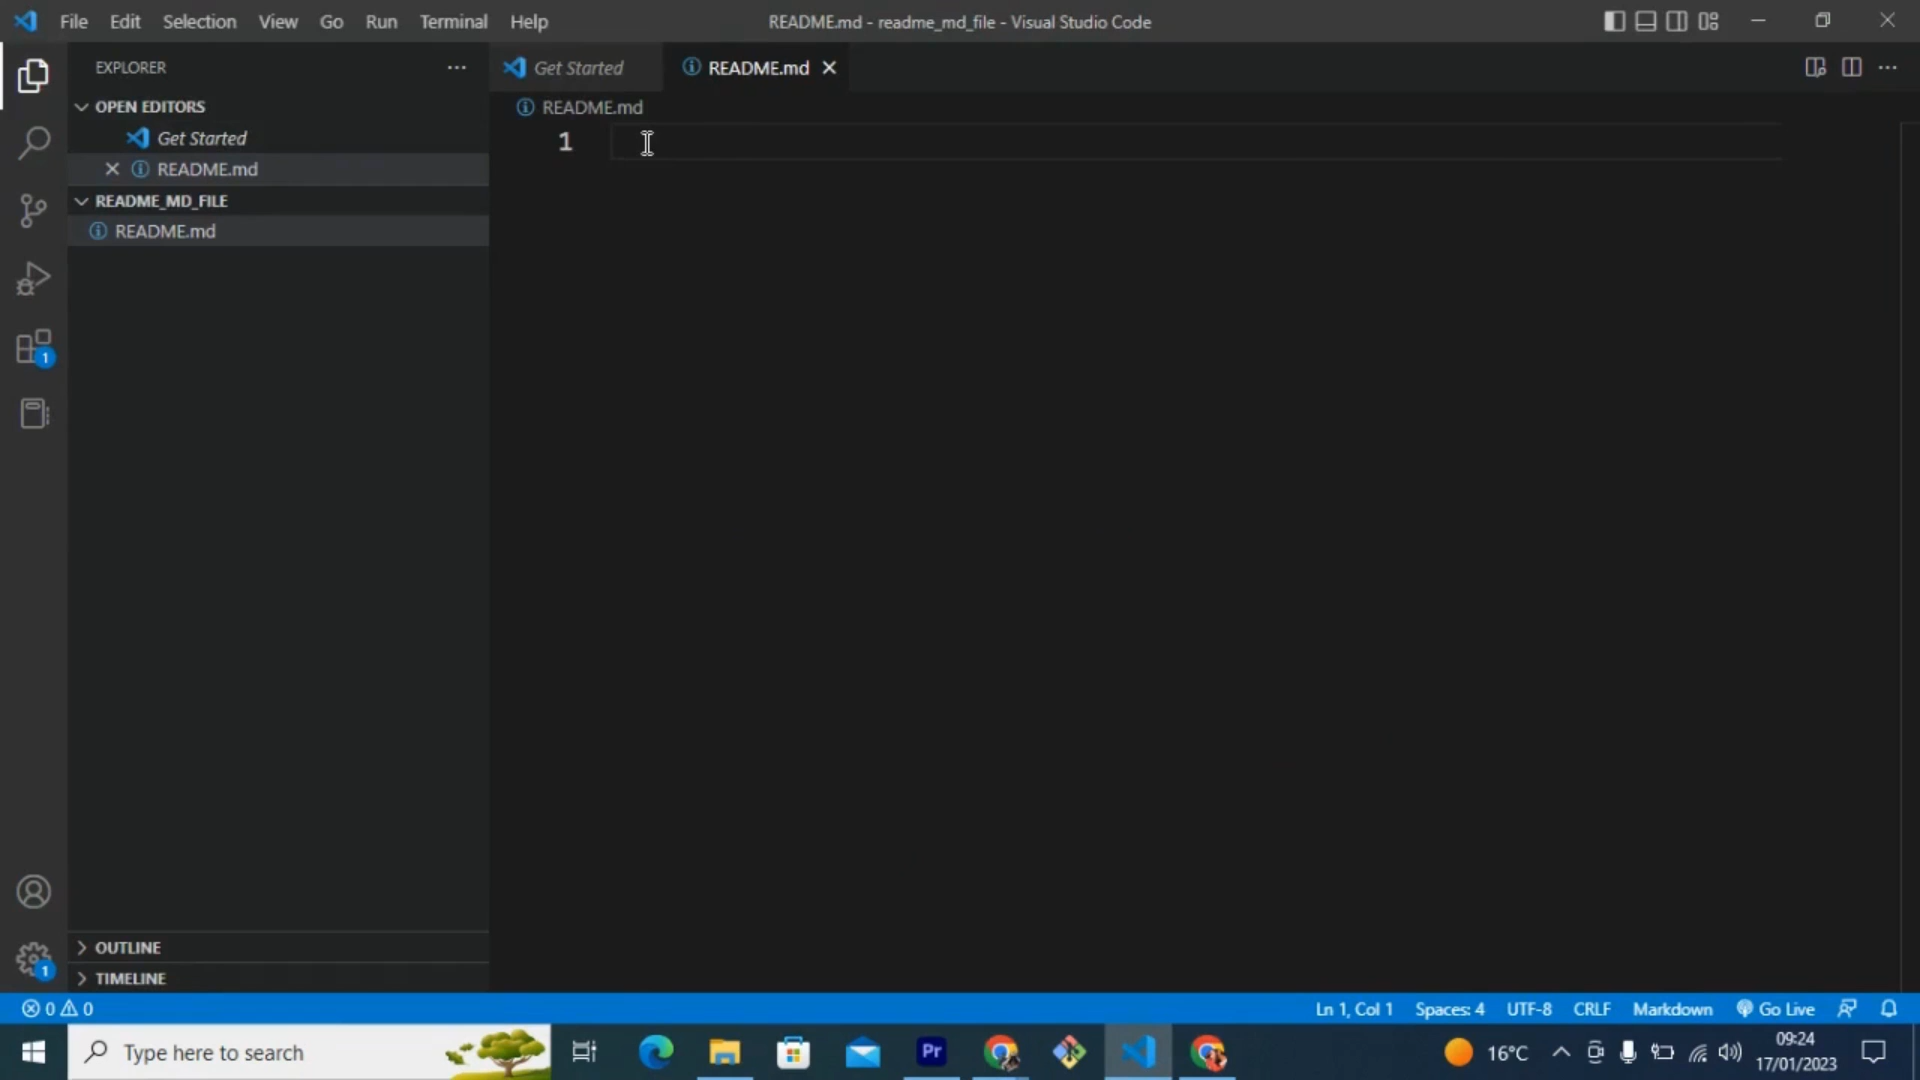 File Edit Selection View Go Run Terminal Help
README.md - readme_md_file - Visual Studio Code
EXPLORER
Get Started
README.md
OPEN EDITORS
Get Started
README.md
README_MD_FILE
README.md
README.md
1
1
OUTLINE
1
TIMELINE
0 0
Ln 1, Col 1
Spaces: 4
UTF-8
CRLF
Markdown
Go Live
Type here to search
Pr
16°C
09:24
17/01/2023